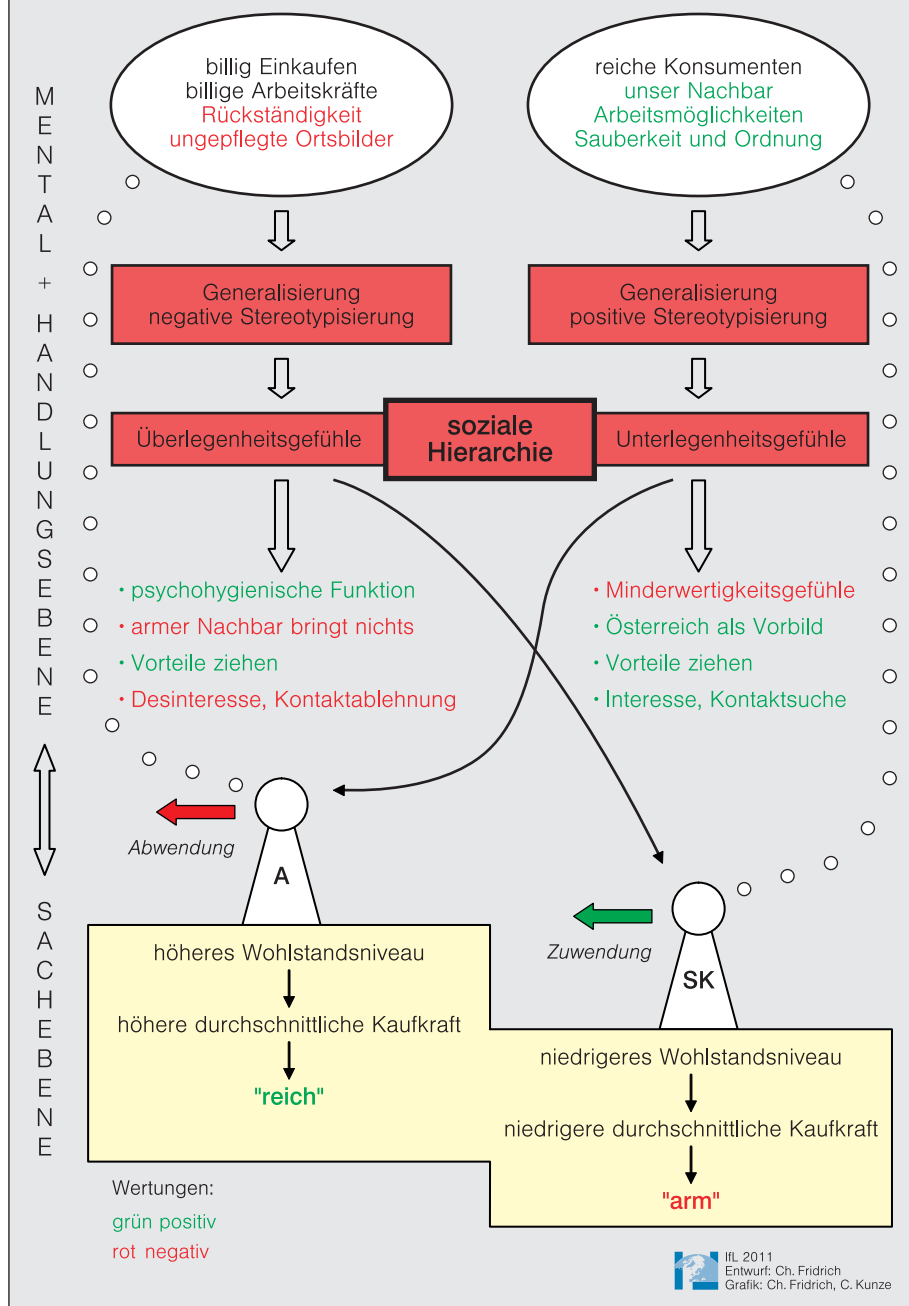 MENTAL + HANDLUNGSEBENE
SACHEBENE
billig Einkaufen
billige Arbeitskräfte
Rückständigkeit
ungepflegte Ortsbilder
reiche Konsumenten
unser Nachbar
Arbeitsmöglichkeiten
Sauberkeit und Ordnung
Generalisierung
negative Stereotypisierung
Generalisierung
positive Stereotypisierung
Überlegenheitsgefühle
soziale
Hierarchie
Unterlegenheitsgefühle
· psychohygienische Funktion
· armer Nachbar bringt nichts
· Vorteile ziehen
· Desinteresse, Kontaktablehnung
· Minderwertigkeitsgefühle
· Österreich als Vorbild
· Vorteile ziehen
· Interesse, Kontaktsuche
Abwendung
A
Zuwendung
SK
höheres Wohlstandsniveau
höhere durchschnittliche Kaufkraft
"reich"
niedrigeres Wohlstandsniveau
niedrigere durchschnittliche Kaufkraft
"arm"
Wertungen:
grün positiv
rot negativ
IfL 2011
Entwurf: Ch. Fridrich
Grafik: Ch. Fridrich, C. Kunze